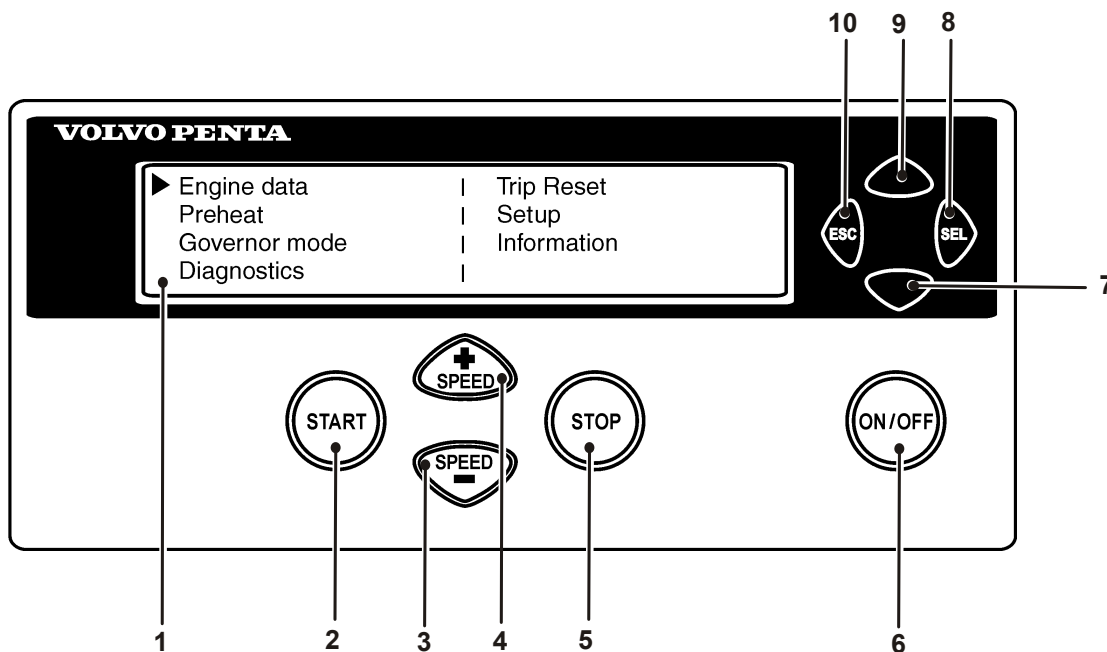 10 9 8
VOLVO PENTA
Engine data | Trip Reset
Preheat | Setup
Governor mode | Information
Diagnostics |
ESC
SEL
7
+
SPEED
START
STOP
ON/OFF
SPEED
−
1 2 3 4 5 6